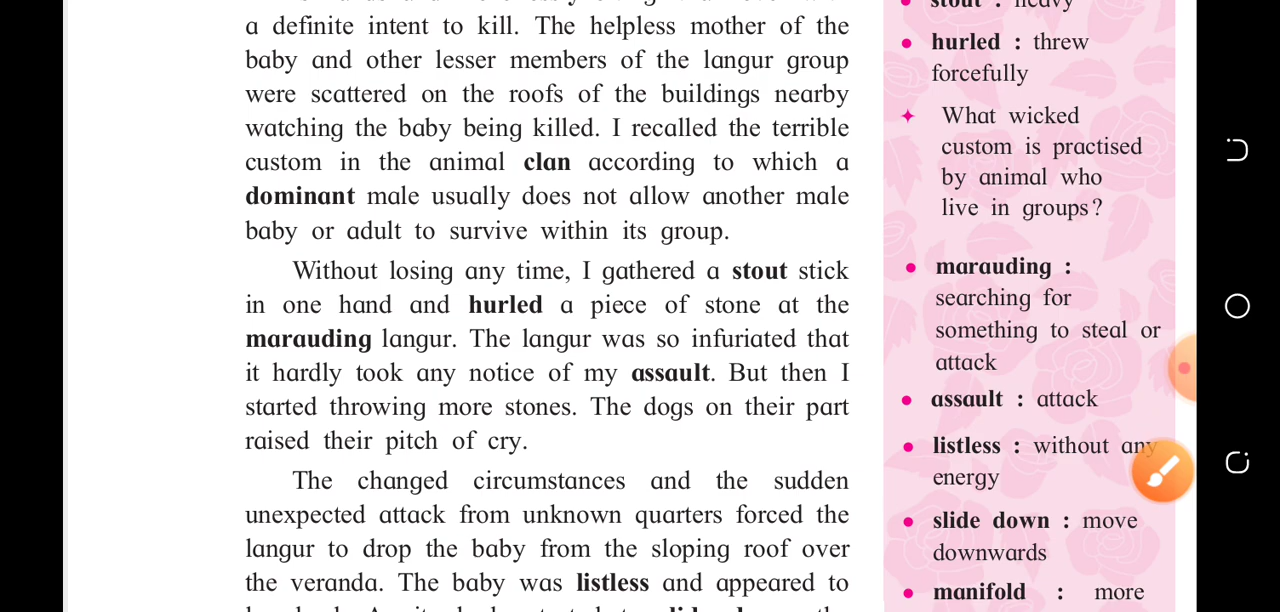 a definite intent to kill. The helpless mother of the
baby and other lesser members of the langur group
were scattered on the roofs of the buildings nearby
watching the baby being killed. I recalled the terrible
custom in the animal clan according to which a
dominant male usually does not allow another male
baby or adult to survive within its group.
Without losing any time, I gathered a stout stick
in one hand and hurled a piece of stone at the
marauding langur. The langur was so infuriated that
it hardly took any notice of my assault. But then I
started throwing more stones. The dogs on their part
raised their pitch of cry.
The changed circumstances and the sudden
unexpected attack from unknown quarters forced the
langur to drop the baby from the sloping roof over
the veranda. The baby was listless and appeared to
• stout : heavy
• hurled : threw
forcefully
✦ What wicked
custom is practised
by animal who
live in groups?
• marauding :
searching for
something to steal or
attack
• assault : attack
• listless : without any
energy
• slide down : move
downwards
• manifold : more